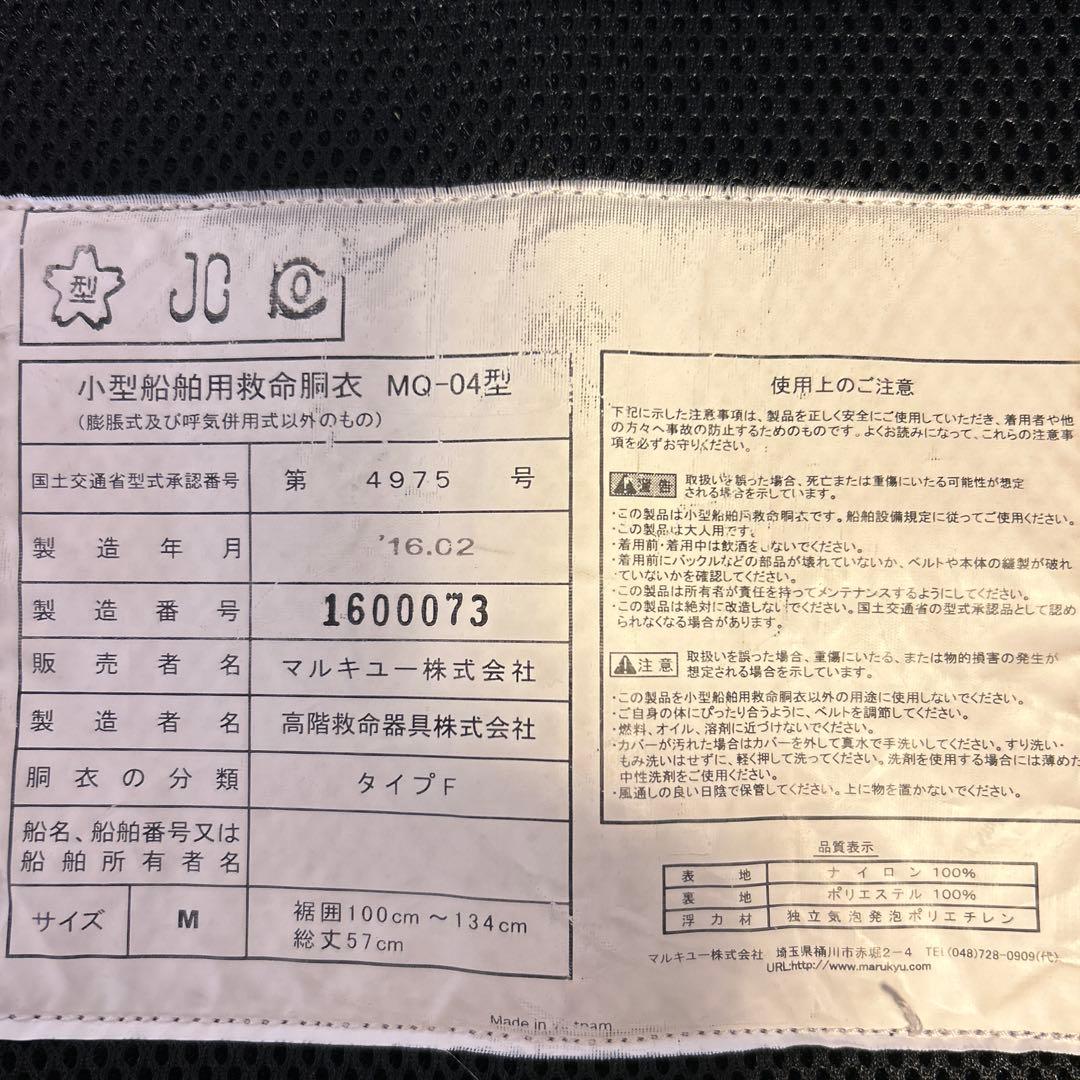 型 JC
小型船舶用救命胴衣 MQ-04型
(膨脹式及び呼気併用式以外のもの)
国土交通省型式承認番号 第 4975 号
製造年月 '16.02
製造番号 1600073
販売者名 マルキユー株式会社
製造者名 高階救命器具株式会社
胴衣の分類 タイプF
船名、船舶番号又は
船舶所有者名
サイズ M 裾囲100cm～134cm
総丈57cm
使用上のご注意
下記に示した注意事項は、製品を正しく安全にご使用していただき、着用者や他
の方々へ事故の防止するためのものです。よくお読みになって、これらの注意事
項を必ずお守りください。
警告 取扱いを誤った場合、死亡または重傷にいたる可能性が想定
される場合を示しています。
・この製品は小型船舶用救命胴衣です。船舶設備規定に従ってご使用ください。
・この製品は大人用です。
・着用前・着用中は飲酒をしないでください。
・着用前にバックルなどの部品が壊れていないか、ベルトや本体の縫製が破れ
ていないかを確認してください。
・この製品は所有者が責任を持ってメンテナンスするようにしてください。
・この製品は絶対に改造しないでください。国土交通省の型式承認品として認め
られなくなる場合があります。
注意 取扱いを誤った場合、重傷にいたる、または物的損害の発生が
想定される場合を示しています。
・この製品を小型船舶用救命胴衣以外の用途に使用しないでください。
・ご自身の体にぴったり合うように、ベルトを調節してください。
・燃料、オイル、溶剤に近づけないでください。
・カバーが汚れた場合はカバーを外して真水で手洗いしてください。すり洗い・
もみ洗いはせずに、軽く押して洗ってください。洗剤を使用する場合には薄めた
中性洗剤をご使用ください。
・風通しの良い日陰で保管してください。上に物を置かないでください。
品質表示
表地 ナイロン 100%
裏地 ポリエステル 100%
浮力材 独立気泡発泡ポリエチレン
マルキユー株式会社 埼玉県桶川市赤堀2-4 TEL(048)728-0909(代)
URL:http://www.marukyu.com
Made in